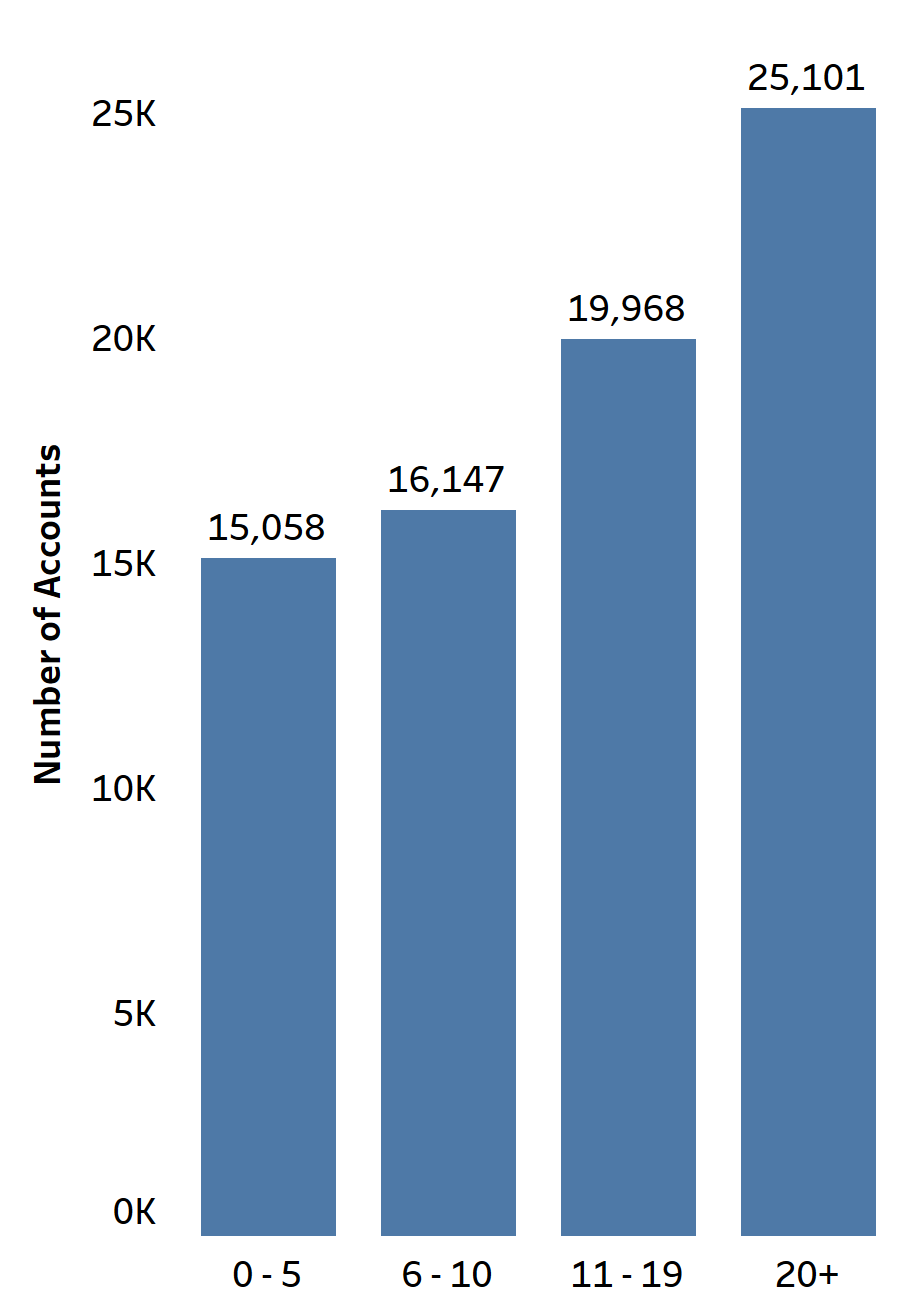 25,101
25K
19,968
20K
16,147
15,058
15K
Number of Accounts
10K
5K
0K
0 - 5
6 - 10
11 - 19
20+